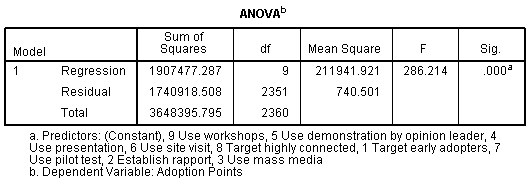 ANOVAb
Model Sum of Squares df Mean Square F Sig.
1 Regression 1907477.287 9 211941.921 286.214 .000a
Residual 1740918.508 2351 740.501
Total 3648395.795 2360
a. Predictors: (Constant), 9 Use workshops, 5 Use demonstration by opinion leader, 4
Use presentation, 6 Use site visit, 8 Target highly connected, 1 Target early adopters, 7
Use pilot test, 2 Establish rapport, 3 Use mass media
b. Dependent Variable: Adoption Points